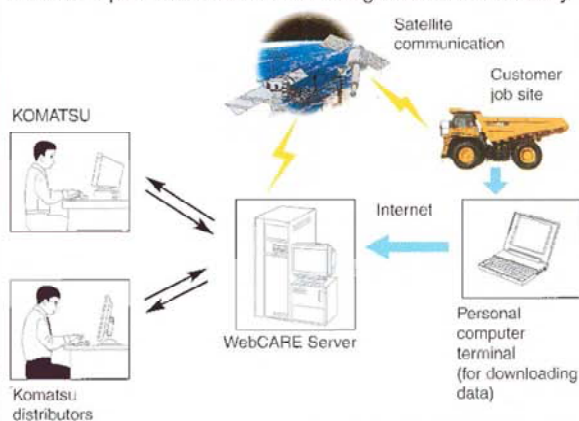 Satellite
communication
Customer
job site
KOMATSU
Internet
WebCARE Server
Personal
computer
terminal
(for downloading
data)
Komatsu
distributors